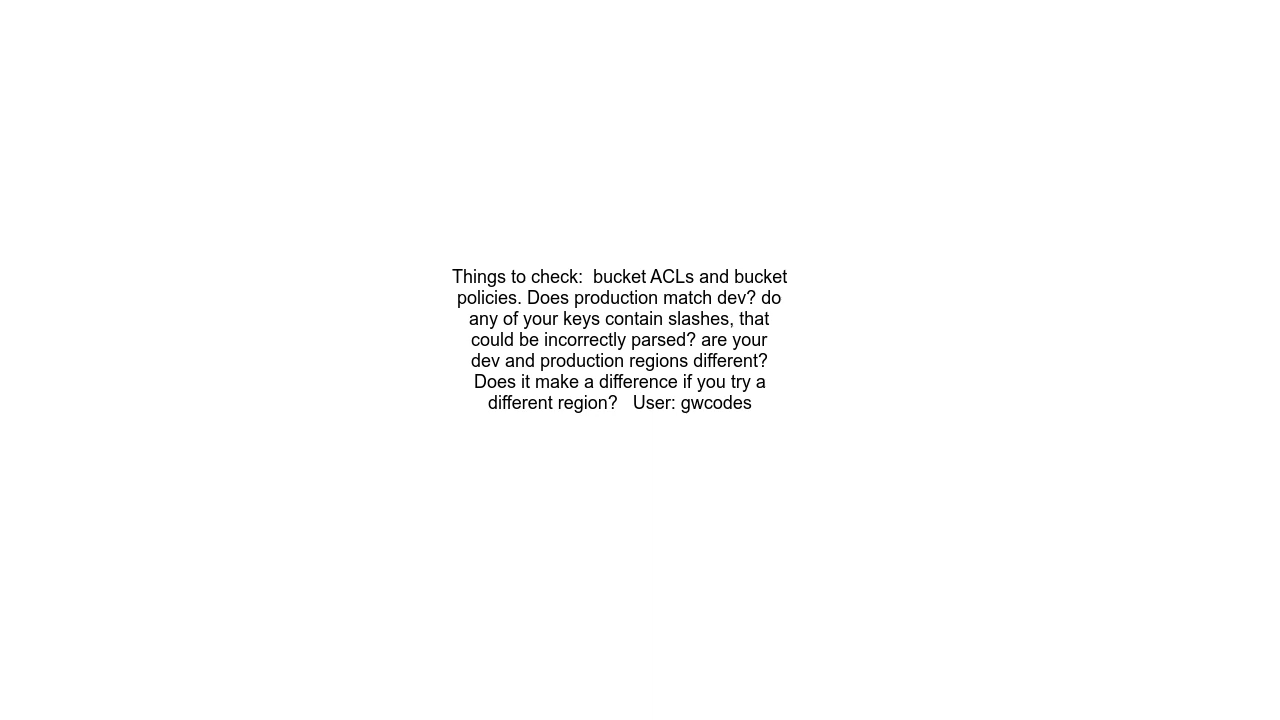 Things to check:  bucket ACLs and bucket
policies. Does production match dev? do
any of your keys contain slashes, that
could be incorrectly parsed? are your
dev and production regions different?
Does it make a difference if you try a
different region?   User: gwcodes